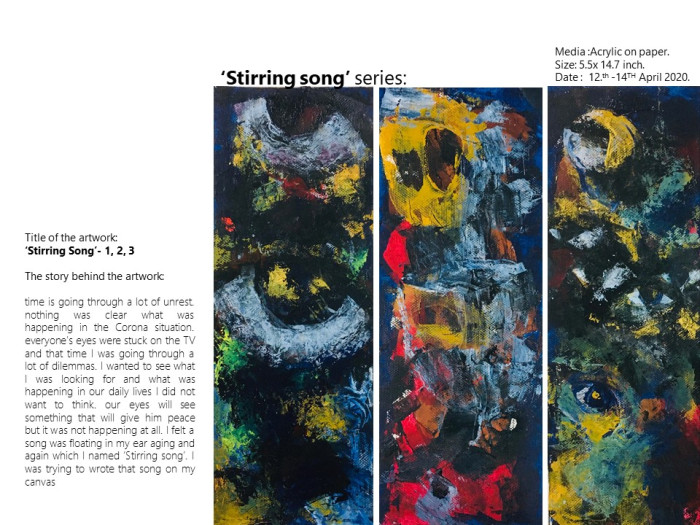 Media :Acrylic on paper.
Size: 5.5x 14.7 inch.
Date : 12.th -14TH April 2020.
'Stirring song' series:
Title of the artwork:
'Stirring Song'- 1, 2, 3
The story behind the artwork:
time is going through a lot of unrest.
nothing was clear what was
happening in the Corona situation.
everyone's eyes were stuck on the TV
and that time I was going through a
lot of dilemmas. I wanted to see what
I was looking for and what was
happening in our daily lives I did not
want to think. our eyes will see
something that will give him peace
but it was not happening at all. I felt a
song was floating in my ear aging and
again which I named 'Stirring song'. I
was trying to wrote that song on my
canvas